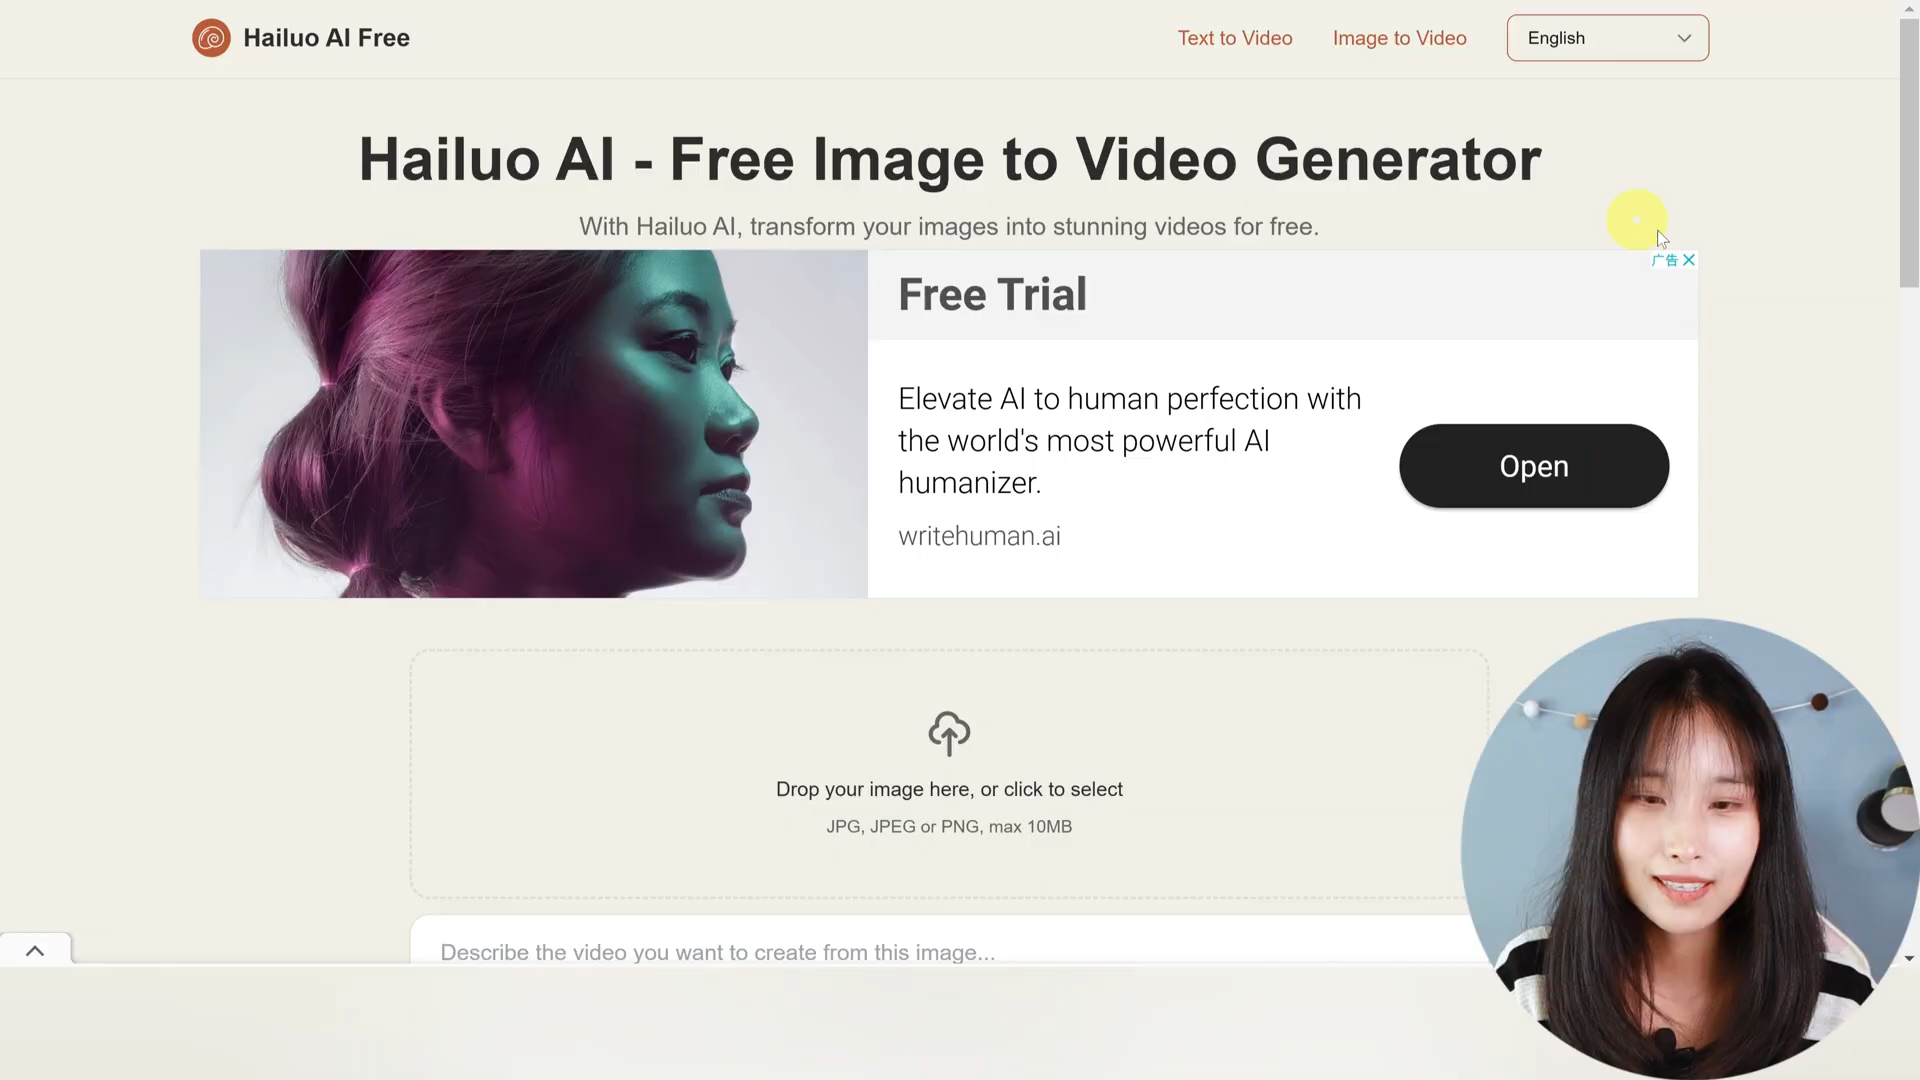 Hailuo AI Free
Text to Video
Image to Video
English
Hailuo AI - Free Image to Video Generator
With Hailuo AI, transform your images into stunning videos for free.
广告
Free Trial
Elevate AI to human perfection with
the world's most powerful AI
humanizer.
writehuman.ai
Open
Drop your image here, or click to select
JPG, JPEG or PNG, max 10MB
Describe the video you want to create from this image...